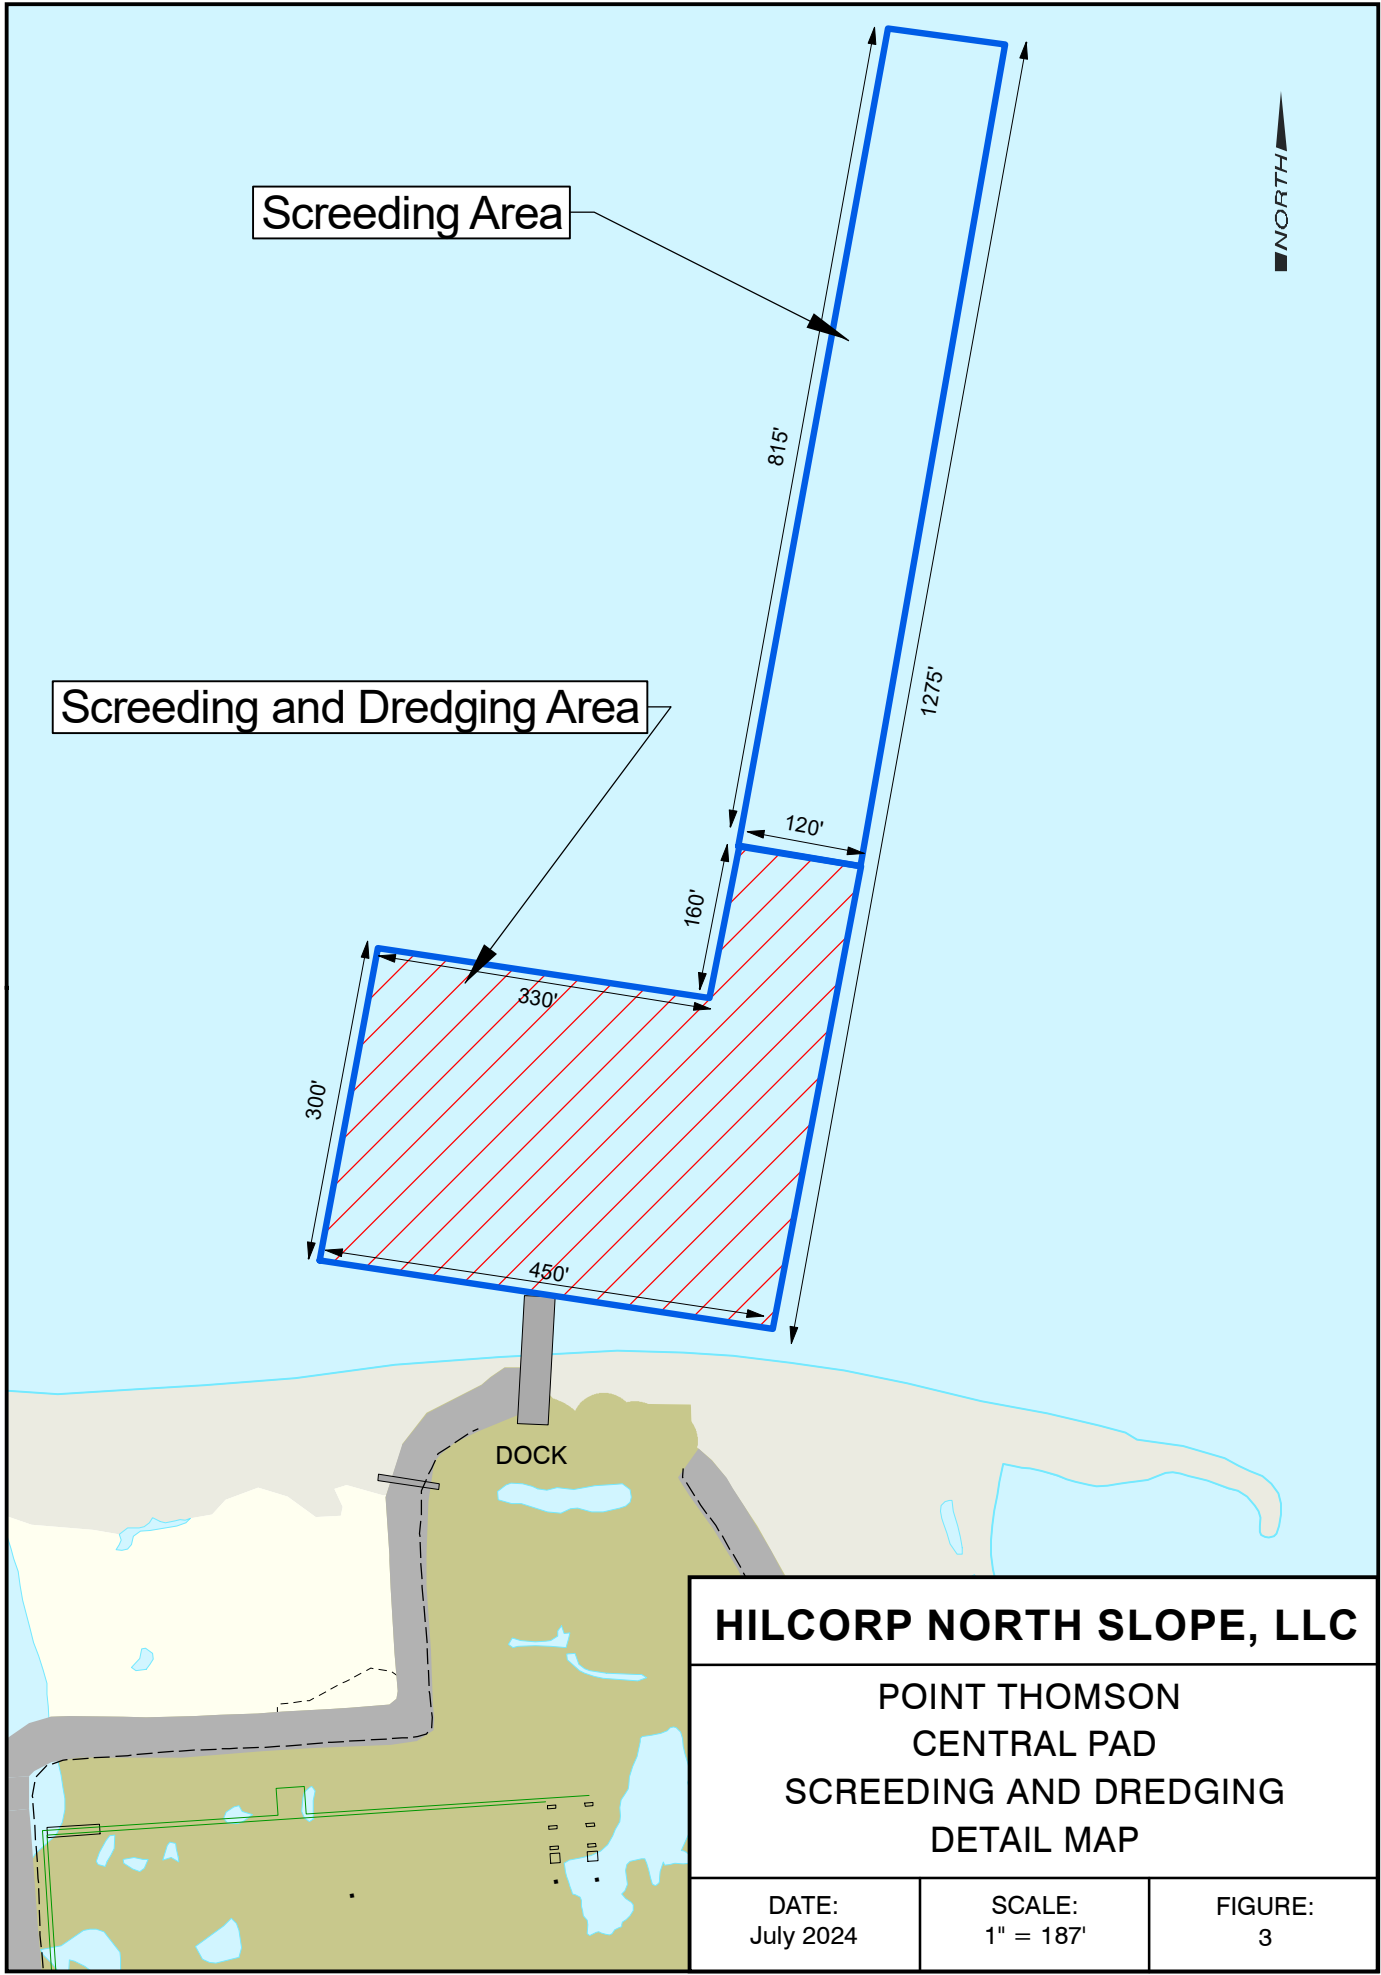 NORTH
Screeding Area
815'
1275'
Screeding and Dredging Area
120'
160'
330'
300'
450'
DOCK
HILCORP NORTH SLOPE, LLC
POINT THOMSON
CENTRAL PAD
SCREEDING AND DREDGING
DETAIL MAP
DATE:
July 2024
SCALE:
1" = 187'
FIGURE:
3